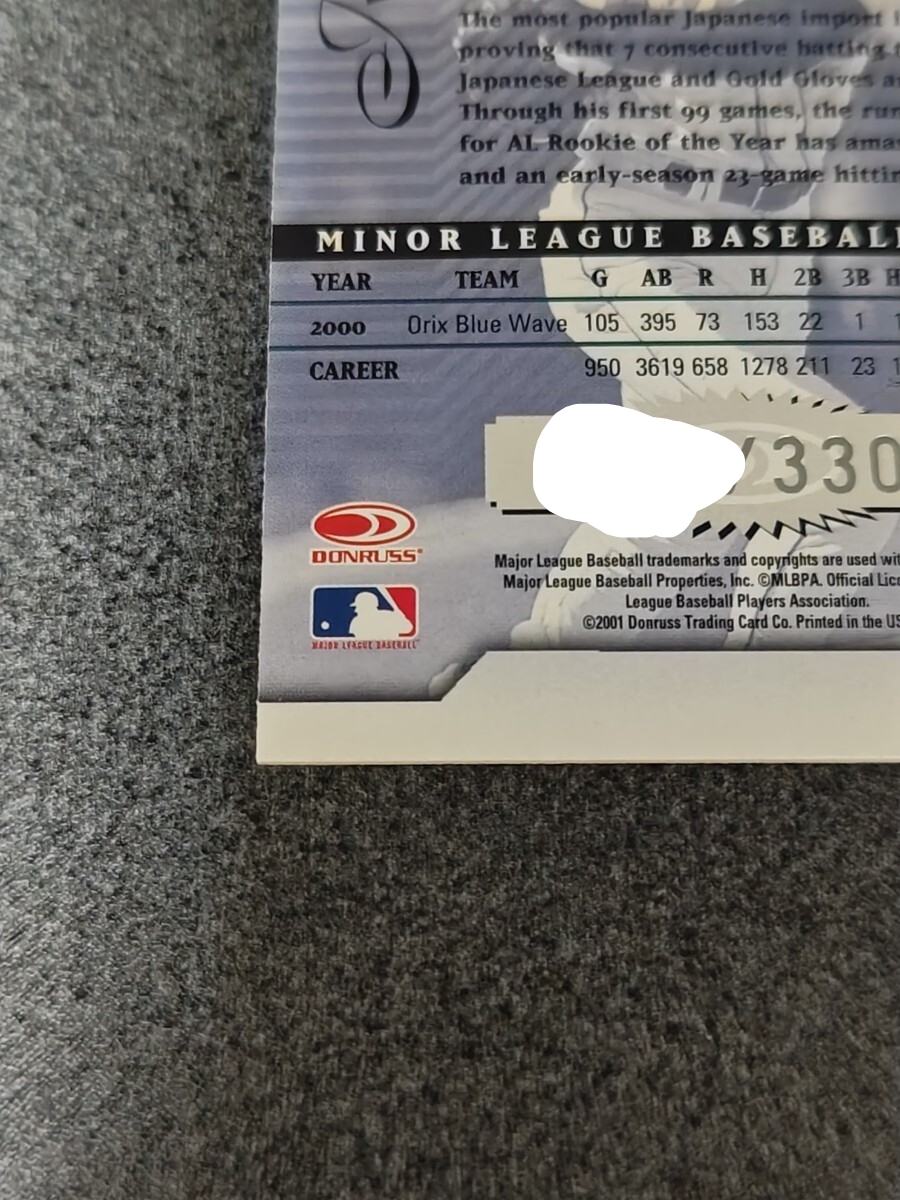 The most popular Japanese import
proving that 7 consecutive batting
Japanese League and Gold Gloves
Through his first 99 games, the
for AL Rookie of the Year has
and an early-season 23-game
MINOR LEAGUE BASEBALL
YEAR TEAM G AB R H 2B 3B H
2000 Orix Blue Wave 105 395 73 153 22 1 1
CAREER 950 3619 658 1278 211 23 1
/330
DONRUSS®
Major League Baseball trademarks and copyrights are used
MAJOR LEAGUE BASEBALL
Major League Baseball Properties, Inc. ©MLBPA. Official
League Baseball Players Association.
©2001 Donruss Trading Card Co. Printed in the US